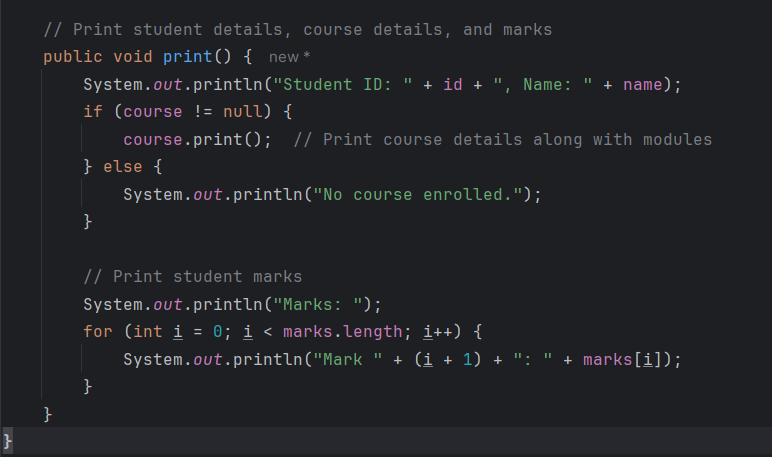 // Print student details, course details, and marks
public void print() { new *
System.out.println("Student ID: " + id + ", Name: " + name);
if (course != null) {
course.print();  // Print course details along with modules
} else {
System.out.println("No course enrolled.");
}
// Print student marks
System.out.println("Marks: ");
for (int i = 0; i < marks.length; i++) {
System.out.println("Mark " + (i + 1) + ": " + marks[i]);
}
}
}